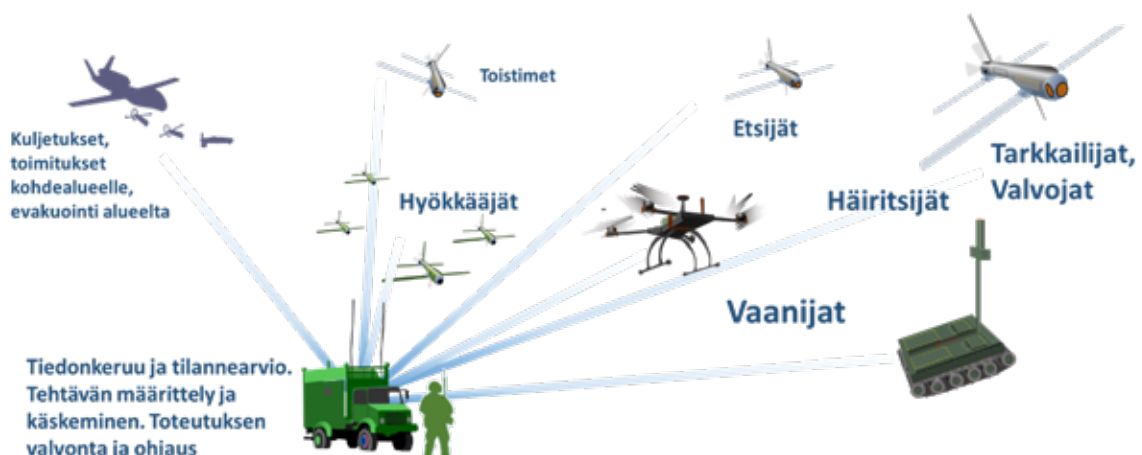 Toistimet
Etsijät
Tarkkailijat,
Valvojat
Kuljetukset,
toimitukset
kohdealueelle,
evakuointi alueelta
Hyökkääjät
Häiritsijät
Vaanijat
Tiedonkeruu ja tilannearvio.
Tehtävän määrittely ja
käskeminen. Toteutuksen
valvonta ja ohjaus